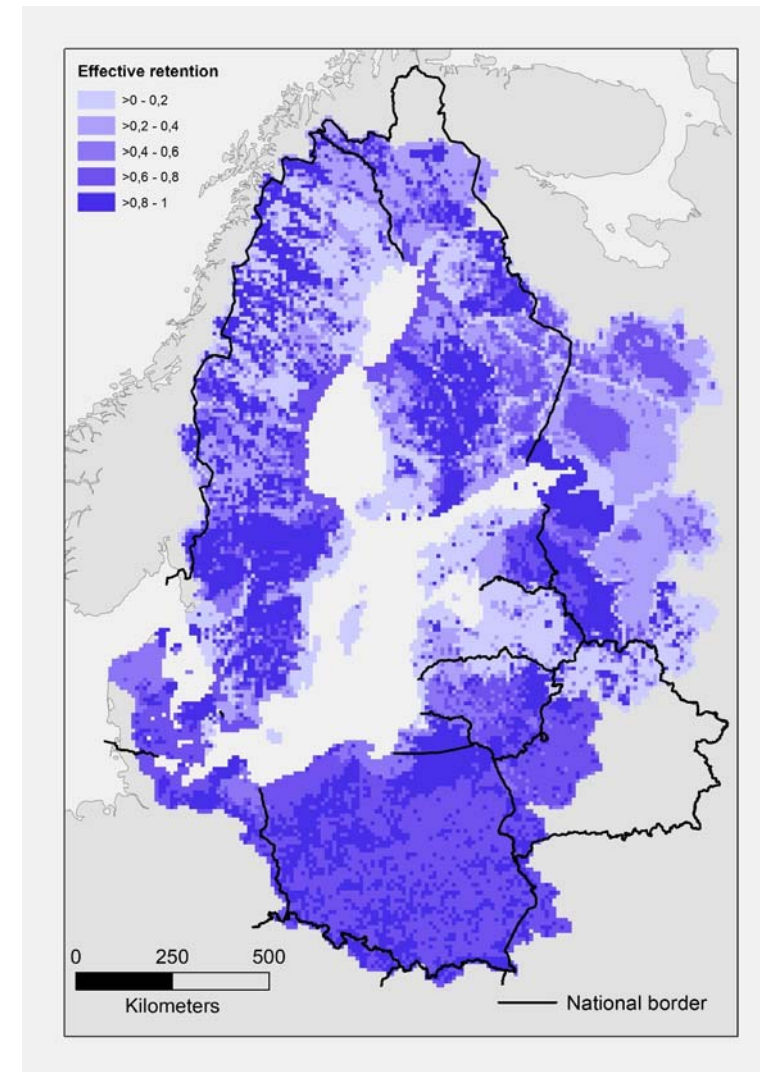 Effective retention
>0 - 0,2
>0,2 - 0,4
>0,4 - 0,6
>0,6 - 0,8
>0,8 - 1
0 250 500
Kilometers
National border